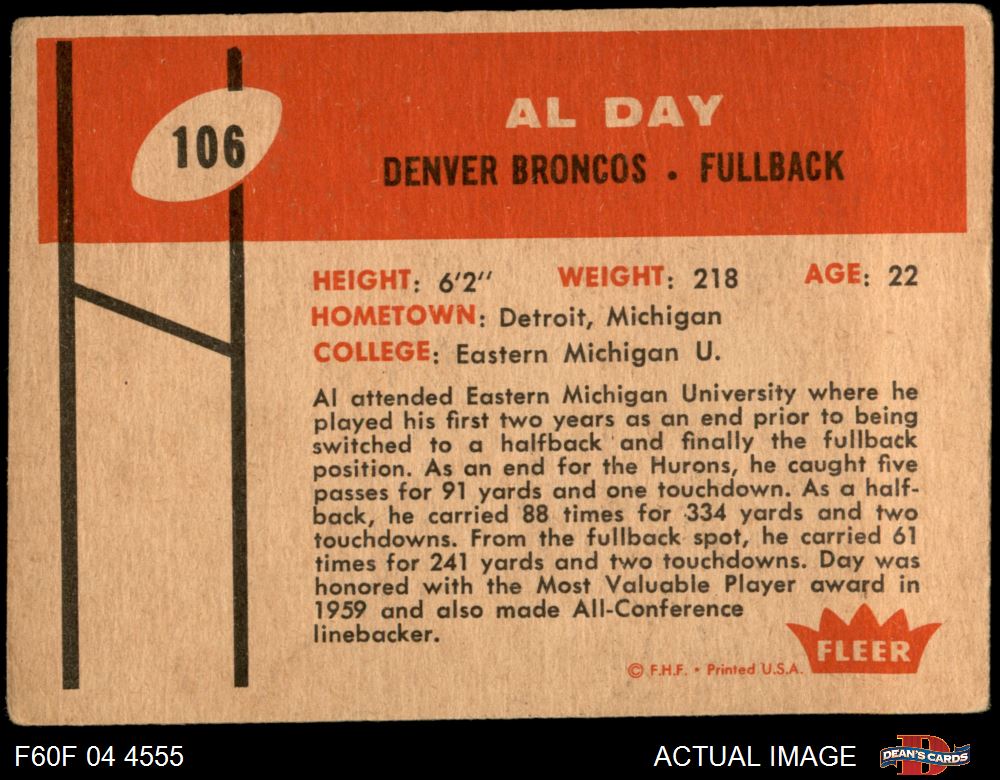 106
AL DAY
DENVER BRONCOS . FULLBACK
HEIGHT: 6'2" WEIGHT: 218 AGE: 22
HOMETOWN: Detroit, Michigan
COLLEGE: Eastern Michigan U.
Al attended Eastern Michigan University where he
played his first two years as an end prior to being
switched to a halfback and finally the fullback
position. As an end for the Hurons, he caught five
passes for 91 yards and one touchdown. As a half-
back, he carried 88 times for 334 yards and two
touchdowns. From the fullback spot, he carried 61
times for 241 yards and two touchdowns. Day was
honored with the Most Valuable Player award in
1959 and also made All-Conference
linebacker.
FLEER
© F.H.F. • Printed U.S.A.
F60F 04 4555 ACTUAL IMAGE DEAN'S CARDS